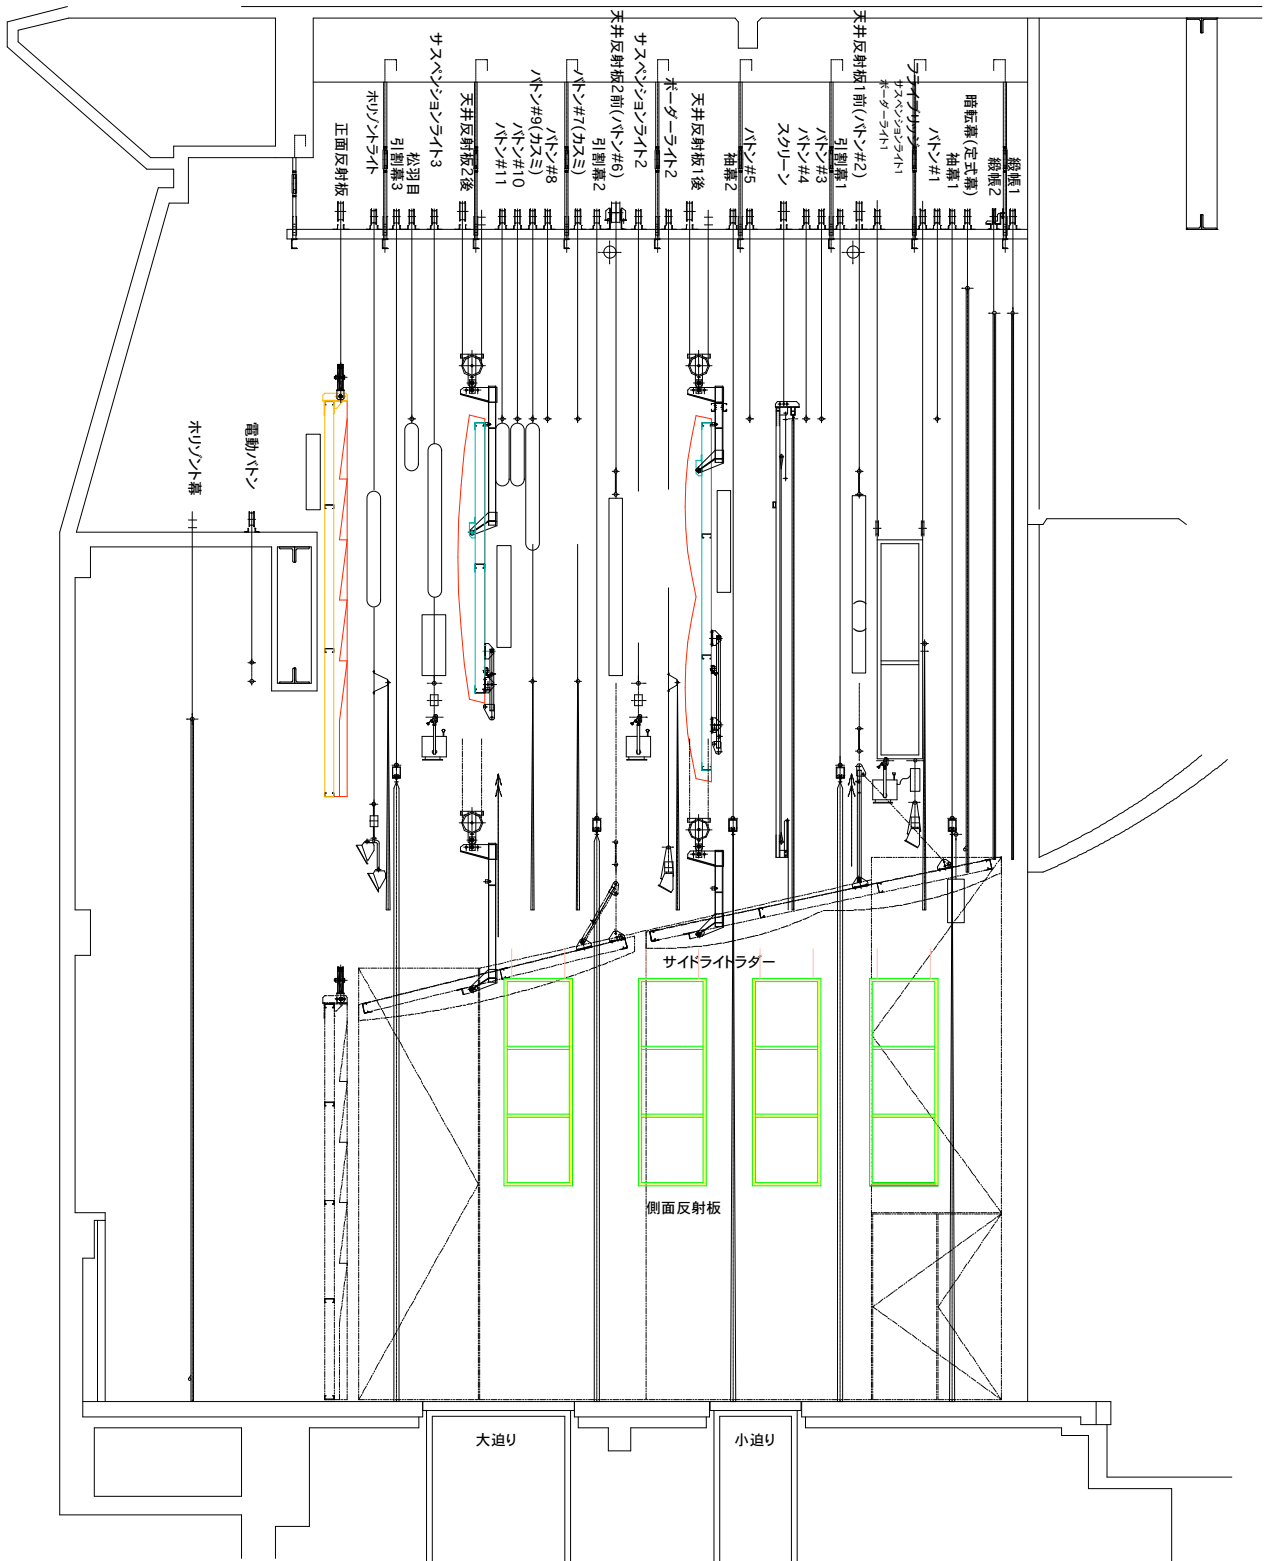 緞帳1
緞帳2
暗転幕(定式幕)
袖幕1
バトン#1
フライブリッジ
サスペンションライト1
ボーダーライト1
天井反射板1前(バトン#2)
引割幕1
バトン#3
バトン#4
スクリーン
バトン#5
袖幕2
天井反射板1後
ボーダーライト2
サスペンションライト2
天井反射板2前(バトン#6)
引割幕2
バトン#7(カスミ)
バトン#8
バトン#9(カスミ)
バトン#10
バトン#11
天井反射板2後
サスペンションライト3
松羽目
引割幕3
ホリゾントライト
正面反射板
電動バトン
ホリゾント幕
サイドライトラダー
側面反射板
大迫り
小迫り